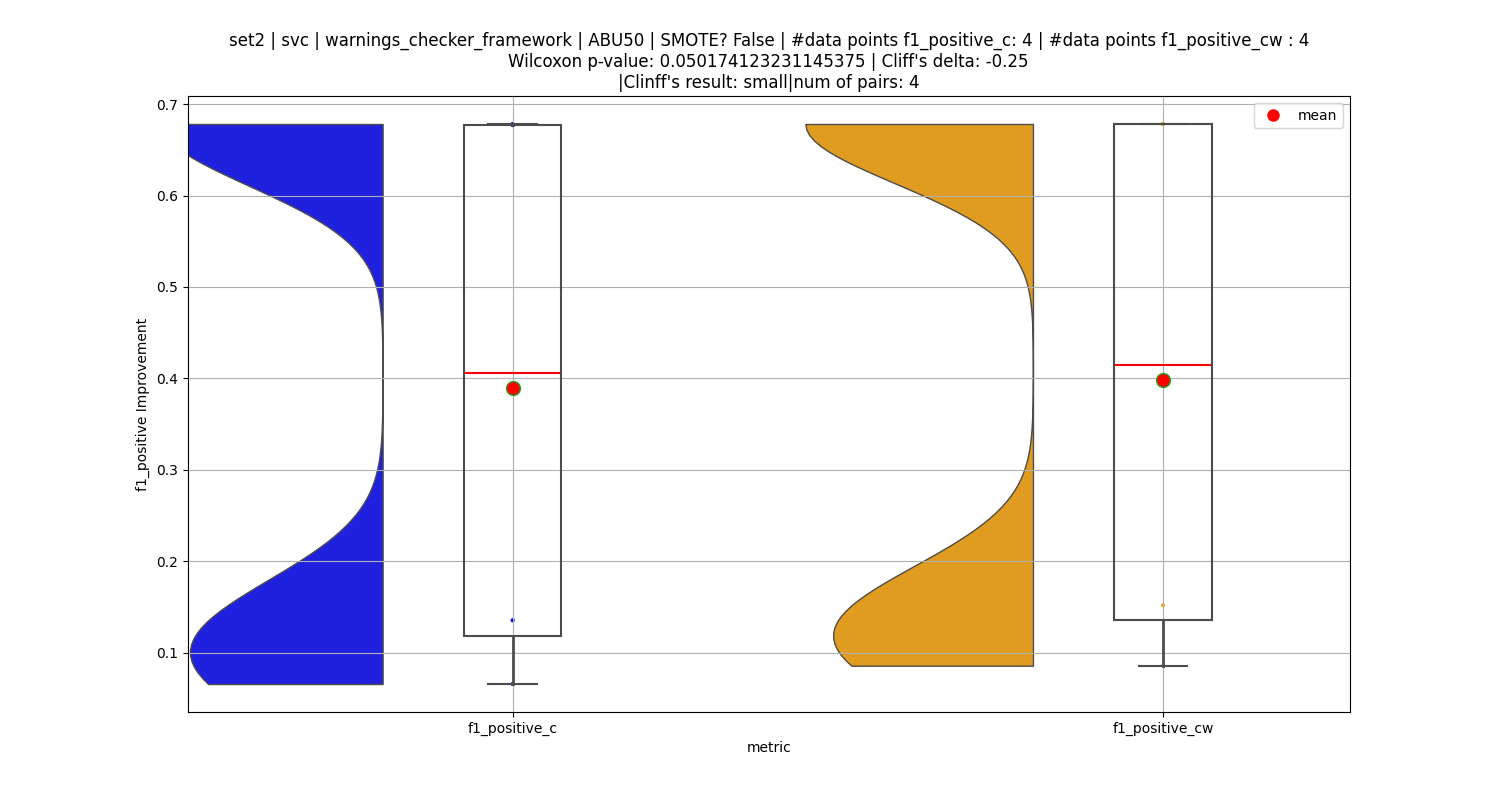 set2 | svc | warnings_checker_framework | ABU50 | SMOTE? False | #data points f1_positive_c: 4 | #data points f1_positive_cw : 4
Wilcoxon p-value: 0.050174123231145375 | Cliff's delta: -0.25
|Clinff's result: small|num of pairs: 4
mean
0.7
0.6
0.5
0.4
0.3
0.2
0.1
f1_positive Improvement
f1_positive_c
f1_positive_cw
metric